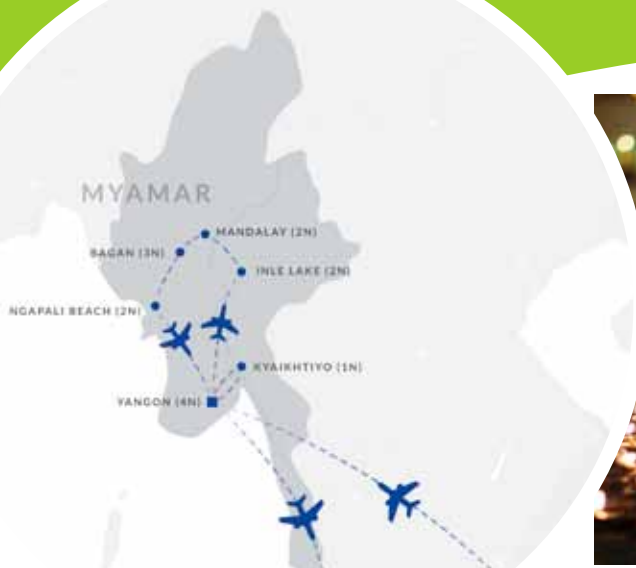 MYAMAR
MANDALAY (2N)
BAGAN (3N)
INLE LAKE (2N)
NGAPALI BEACH (2N)
KYAIKHTIYO (1N)
YANGON (4N)